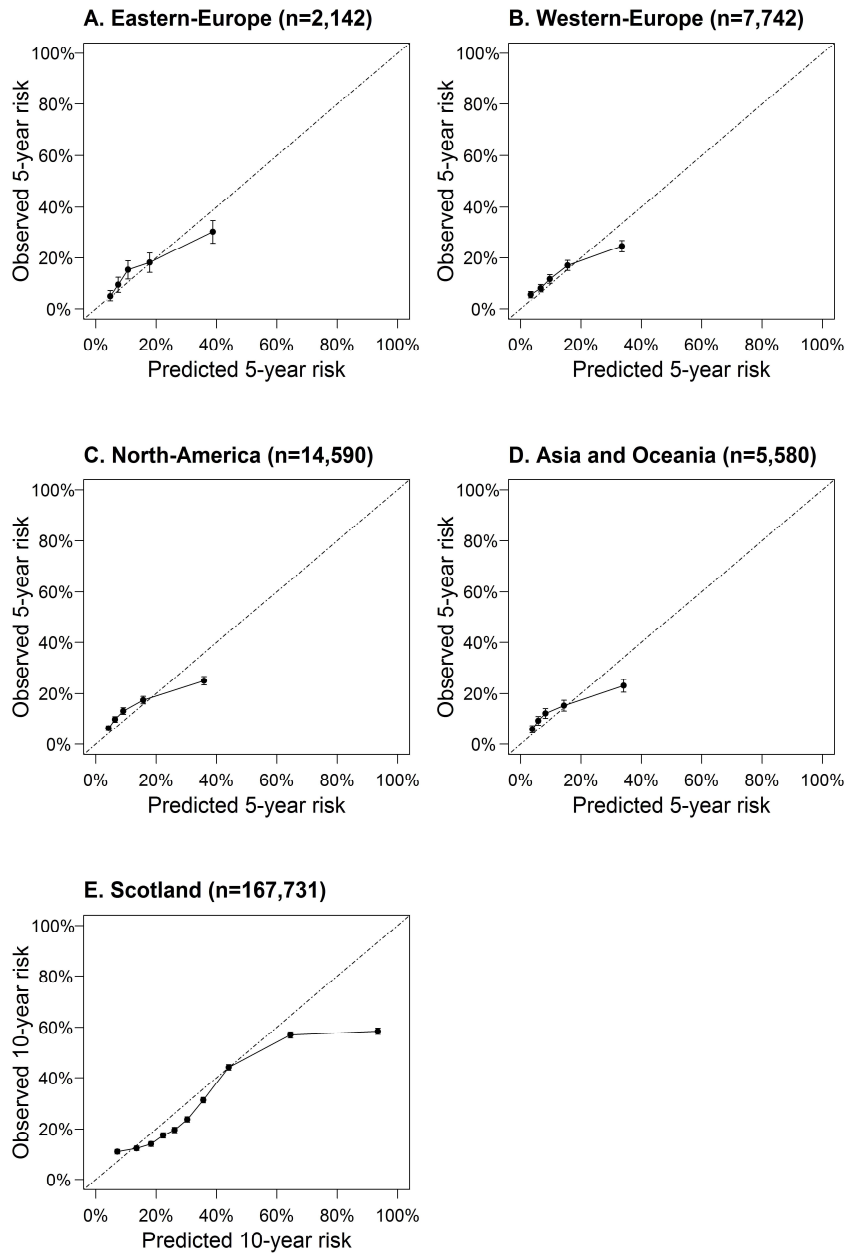 A. Eastern-Europe (n=2,142)
Observed 5-year risk
100%
80%
60%
40%
20%
0%
0% 20% 40% 60% 80% 100%
Predicted 5-year risk
B. Western-Europe (n=7,742)
Observed 5-year risk
100%
80%
60%
40%
20%
0%
0% 20% 40% 60% 80% 100%
Predicted 5-year risk
C. North-America (n=14,590)
Observed 5-year risk
100%
80%
60%
40%
20%
0%
0% 20% 40% 60% 80% 100%
Predicted 5-year risk
D. Asia and Oceania (n=5,580)
Observed 5-year risk
100%
80%
60%
40%
20%
0%
0% 20% 40% 60% 80% 100%
Predicted 5-year risk
E. Scotland (n=167,731)
Observed 10-year risk
100%
80%
60%
40%
20%
0%
0% 20% 40% 60% 80% 100%
Predicted 10-year risk